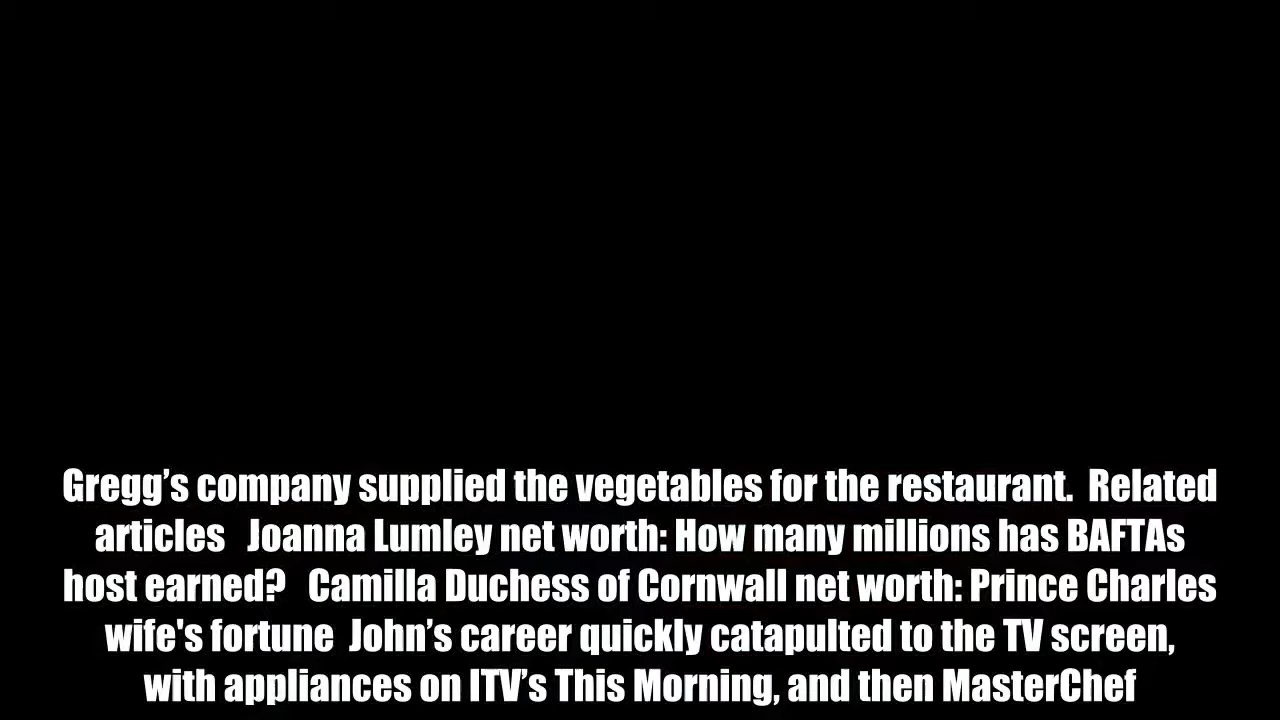 Gregg’s company supplied the vegetables for the restaurant.  Related
articles   Joanna Lumley net worth: How many millions has BAFTAs
host earned?   Camilla Duchess of Cornwall net worth: Prince Charles
wife's fortune  John’s career quickly catapulted to the TV screen,
with appliances on ITV’s This Morning, and then MasterChef